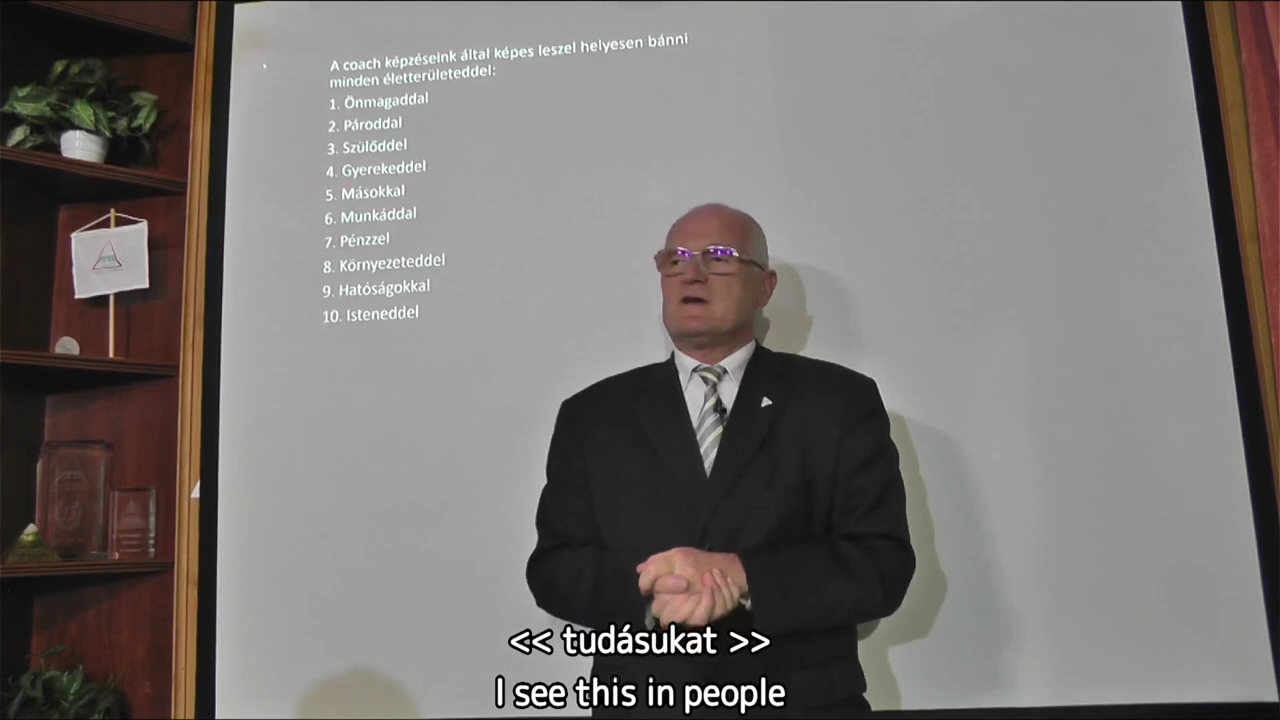 A coach képzéseink által képes leszel helyesen bánni
minden életterületeddel:
1. Önmagaddal
2. Pároddal
3. Szülőddel
4. Gyerekeddel
5. Másokkal
6. Munkáddal
7. Pénzzel
8. Környezeteddel
9. Hatóságokkal
10. Isteneddel
<< tudásukat >>
I see this in people